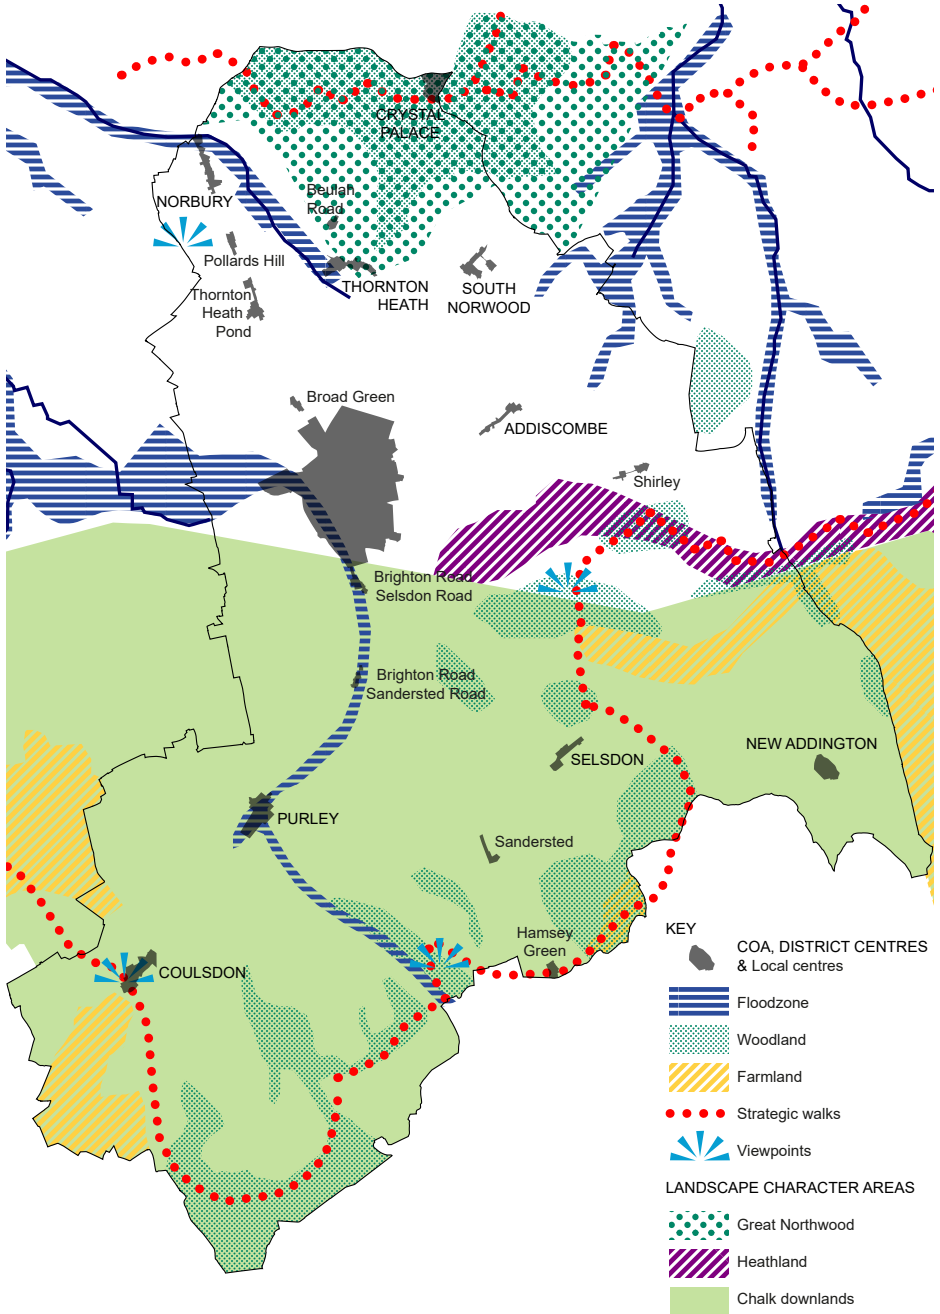 CRYSTAL
PALACE
NORBURY
Beulah
Road
Pollards Hill
THORNTON
HEATH
SOUTH
NORWOOD
Thornton
Heath
Pond
Broad Green
ADDISCOMBE
Shirley
Brighton Road
Selsdon Road
Brighton Road
Sandersted Road
SELSDON
NEW ADDINGTON
PURLEY
Sandersted
Hamsey
Green
COULSDON
KEY
COA, DISTRICT CENTRES
& Local centres
Floodzone
Woodland
Farmland
Strategic walks
Viewpoints
LANDSCAPE CHARACTER AREAS
Great Northwood
Heathland
Chalk downlands